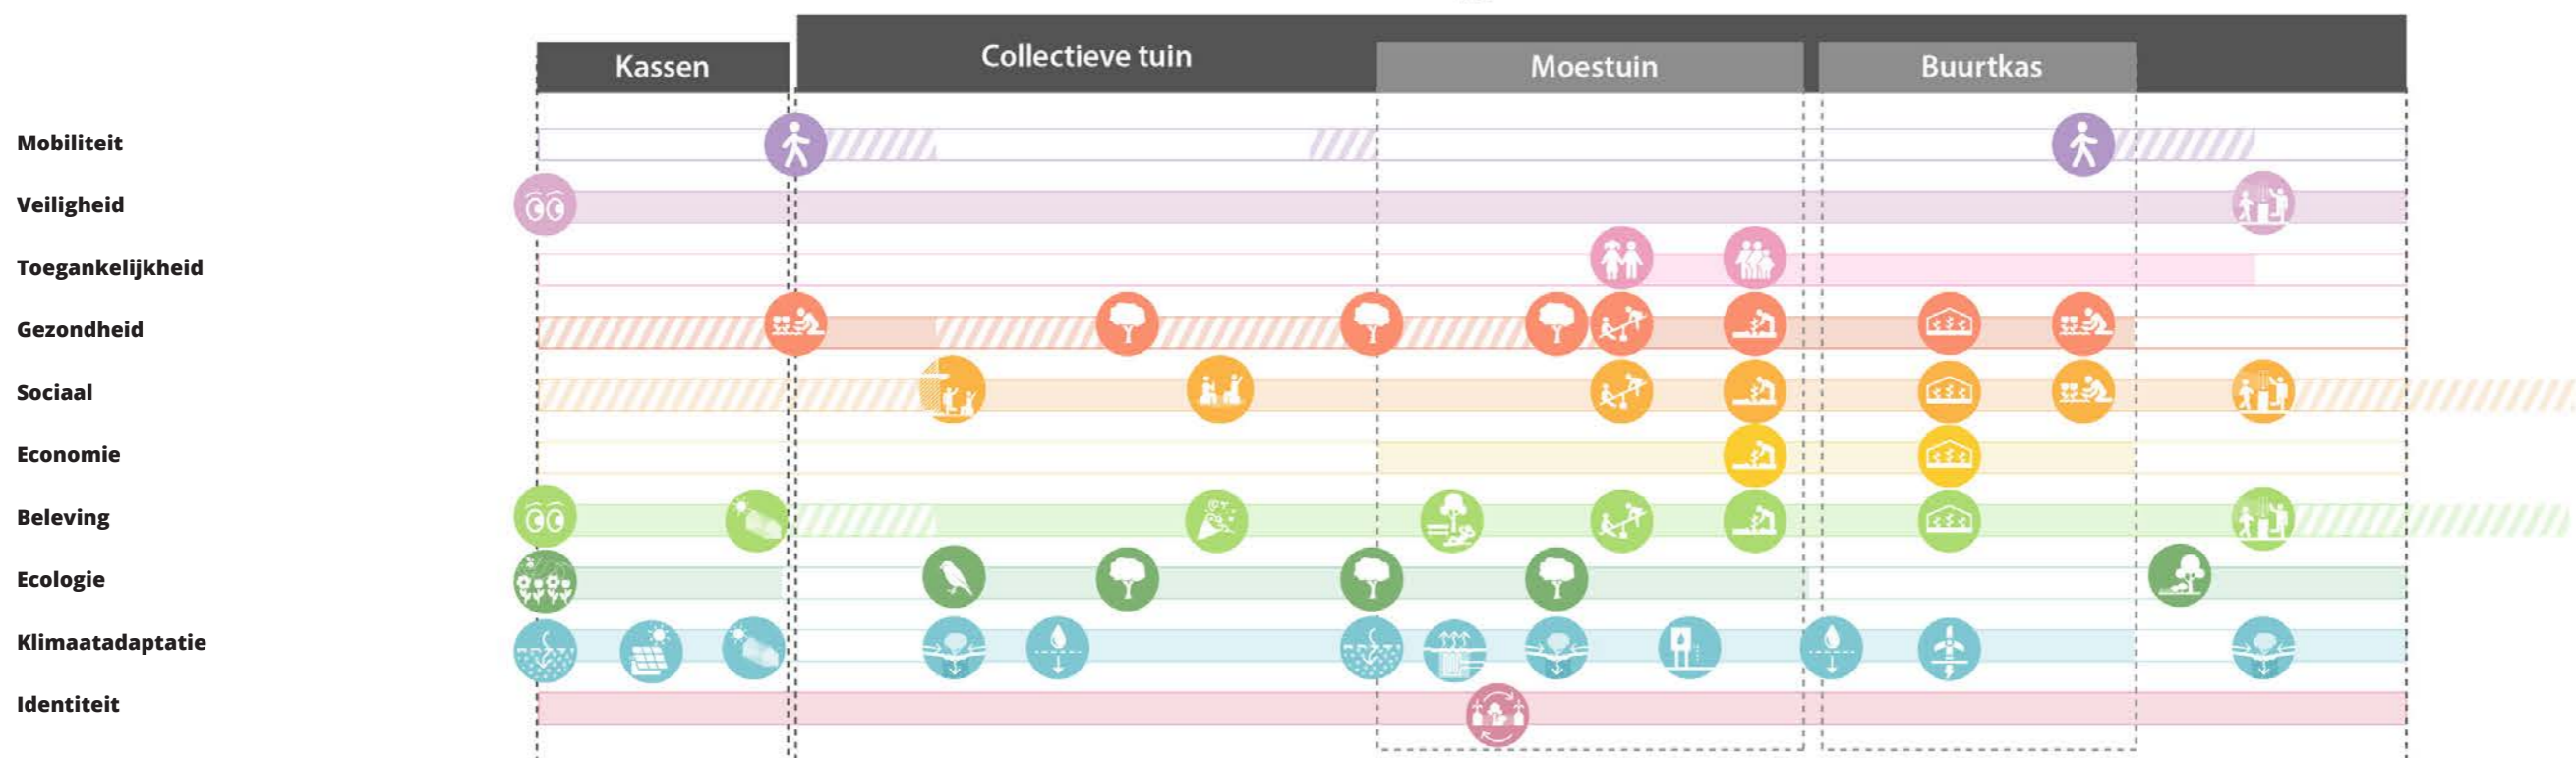 Collectieve tuin
Kassen
Moestuin
Buurtkas
Mobiliteit
Veiligheid
Toegankelijkheid
Gezondheid
Sociaal
Economie
Beleving
Ecologie
Klimaatadaptatie
Identiteit